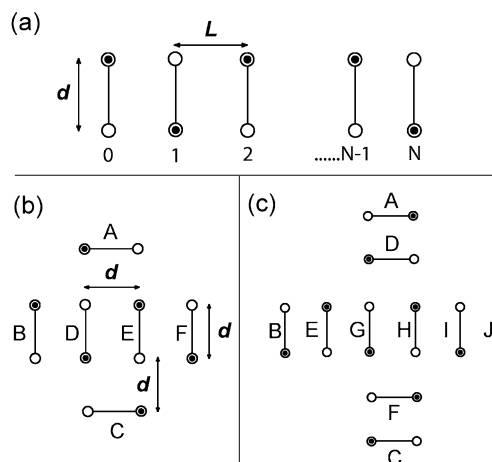 (a)
L
d
0 1 2 ......N-1 N
(b)
A
d
B D E F d
d
C
(c)
A
D
B E G H I J
F
C